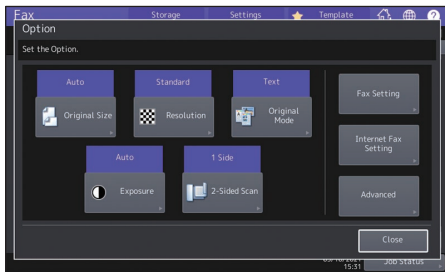 Fax
Storage
Settings
Template
?
Option
Set the Option.
Auto
Standard
Text
Original Size
Resolution
Original
Mode
Fax Setting
Auto
1 Side
Internet Fax
Setting
Exposure
2-Sided Scan
Advanced
Close
15:31
Job Status